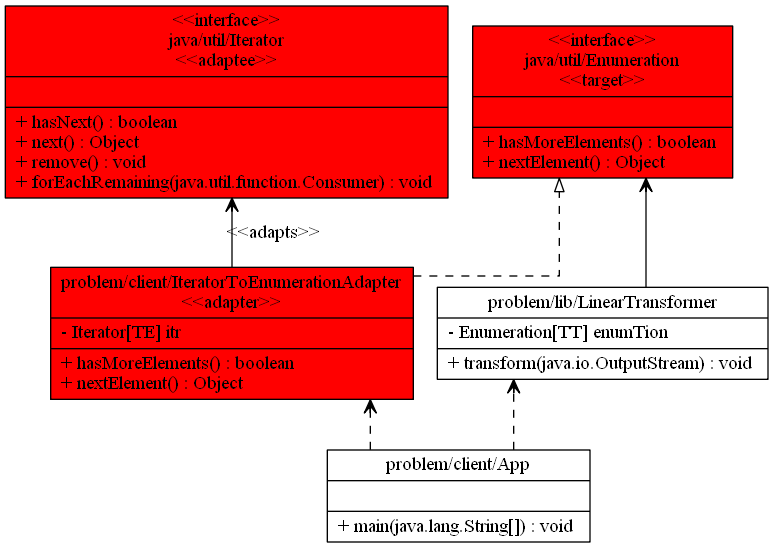 <<interface>>
java/util/Iterator
<<adaptee>>
+ hasNext() : boolean
+ next() : Object
+ remove() : void
+ forEachRemaining(java.util.function.Consumer) : void
<<interface>>
java/util/Enumeration
<<target>>
+ hasMoreElements() : boolean
+ nextElement() : Object
<<adapts>>
problem/client/IteratorToEnumerationAdapter
<<adapter>>
- Iterator[TE] itr
+ hasMoreElements() : boolean
+ nextElement() : Object
problem/lib/LinearTransformer
- Enumeration[TT] enumTion
+ transform(java.io.OutputStream) : void
problem/client/App
+ main(java.lang.String[]) : void